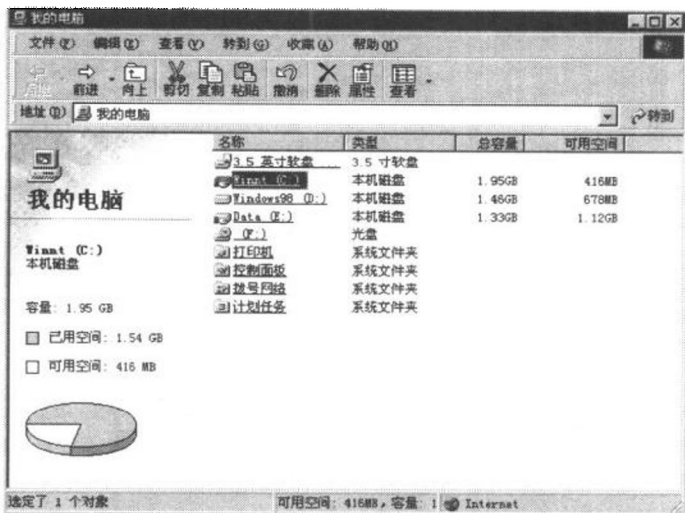 我的电脑
文件(F) 编辑(E) 查看(V) 转到(G) 收藏(A) 帮助(H)
后退 前进 向上 剪切 复制 粘贴 撤消 删除 属性 查看
地址(D) 我的电脑 转到
名称 类型 总容量 可用空间
3.5 英寸软盘 3.5 寸软盘
Winnt (C:) 本机磁盘 1.95GB 416MB
Windows98 (D:) 本机磁盘 1.46GB 678MB
Data (E:) 本机磁盘 1.33GB 1.12GB
(F:) 光盘
打印机 系统文件夹
控制面板 系统文件夹
拨号网络 系统文件夹
计划任务 系统文件夹
我的电脑
Winnt (C:)
本机磁盘
容量: 1.95 GB
已用空间: 1.54 GB
可用空间: 416 MB
选定了 1 个对象 可用空间: 416MB，容量: 1 Internet